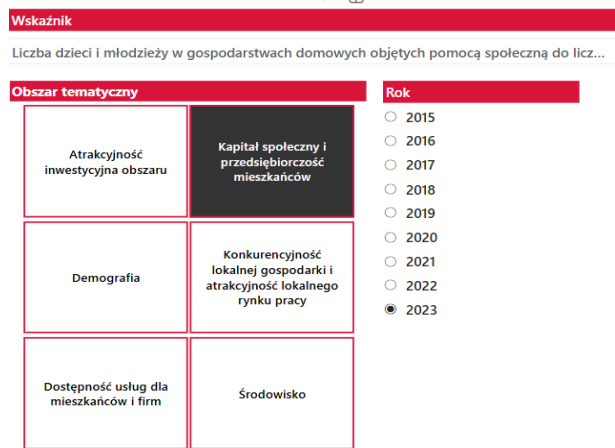 Wskaźnik
Liczba dzieci i młodzieży w gospodarstwach domowych objętych pomocą społeczną do licz...
Obszar tematyczny
Atrakcyjność
inwestycyjna obszaru
Kapitał społeczny i
przedsiębiorczość
mieszkańców
Demografia
Konkurencyjność
lokalnej gospodarki i
atrakcyjność lokalnego
rynku pracy
Dostępność usług dla
mieszkańców i firm
Środowisko
Rok
2015
2016
2017
2018
2019
2020
2021
2022
2023